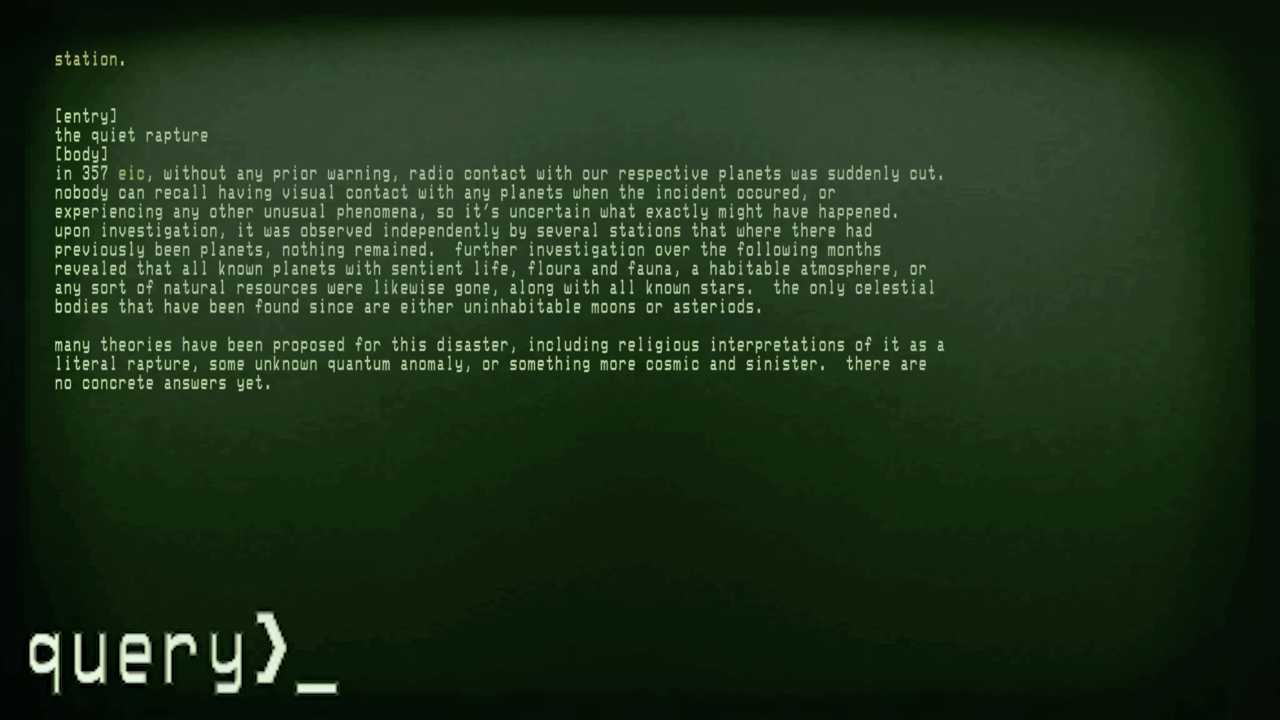 station.
[entry]
the quiet rapture
[body]
in 357 eic, without any prior warning, radio contact with our respective planets was suddenly cut.
nobody can recall having visual contact with any planets when the incident occured, or
experiencing any other unusual phenomena, so it's uncertain what exactly might have happened.
upon investigation, it was observed independently by several stations that where there had
previously been planets, nothing remained.  further investigation over the following months
revealed that all known planets with sentient life, floura and fauna, a habitable atmosphere, or
any sort of natural resources were likewise gone, along with all known stars.  the only celestial
bodies that have been found since are either uninhabitable moons or asteriods.
many theories have been proposed for this disaster, including religious interpretations of it as a
literal rapture, some unknown quantum anomaly, or something more cosmic and sinister.  there are
no concrete answers yet.
query>_